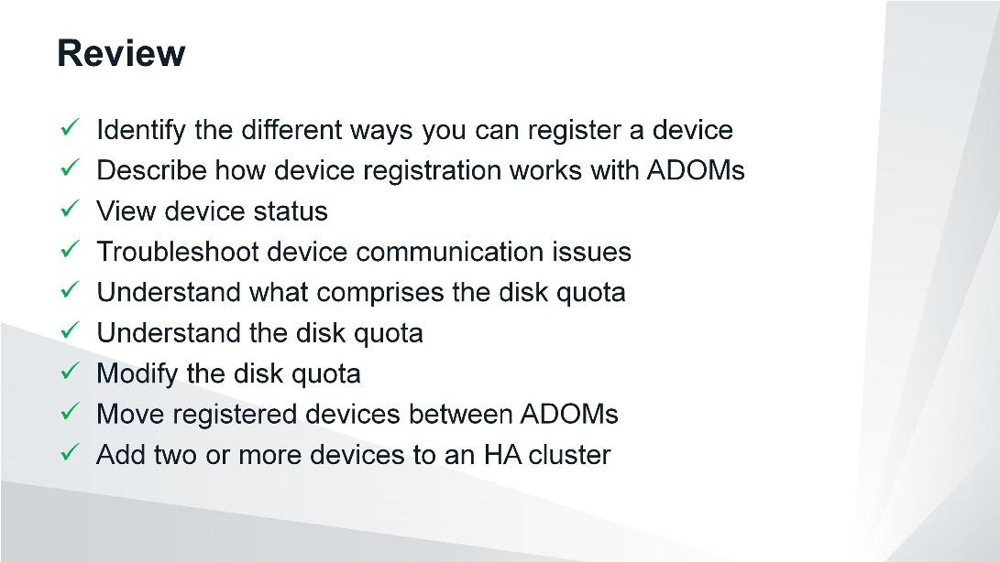 Review
✓ Identify the different ways you can register a device
✓ Describe how device registration works with ADOMs
✓ View device status
✓ Troubleshoot device communication issues
✓ Understand what comprises the disk quota
✓ Understand the disk quota
✓ Modify the disk quota
✓ Move registered devices between ADOMs
✓ Add two or more devices to an HA cluster